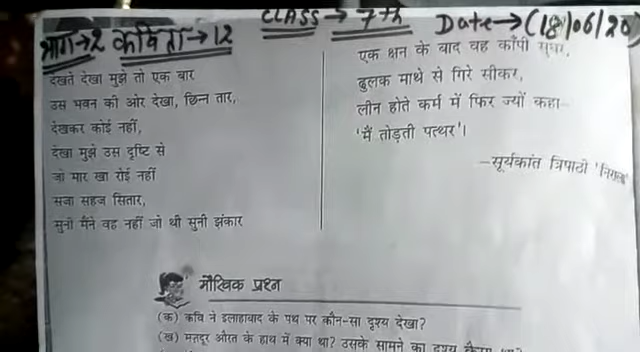 CLASS → 7th Date → (18/06/20)
भाग→2 कविता→12
देखते देखा मुझे तो एक बार
उस भवन की ओर देखा, छिन्न तार,
देखकर कोई नहीं,
देखा मुझे उस दृष्टि से
जो मार खा रोई नहीं
सजा सहज सितार,
सुनी मैंने वह नहीं जो थी सुनी झंकार
एक क्षन के बाद वह काँपी सुघर,
ढुलक माथे से गिरे सीकर,
लीन होते कर्म में फिर ज्यों कहा–
'मैं तोड़ती पत्थर'।
–सूर्यकांत त्रिपाठी 'निराला'
मौखिक प्रश्न
(क) कवि ने इलाहाबाद के पथ पर कौन-सा दृश्य देखा?
(ख) मज़दूर औरत के हाथ में क्या था? उसके सामने का दृश्य कैसा था?